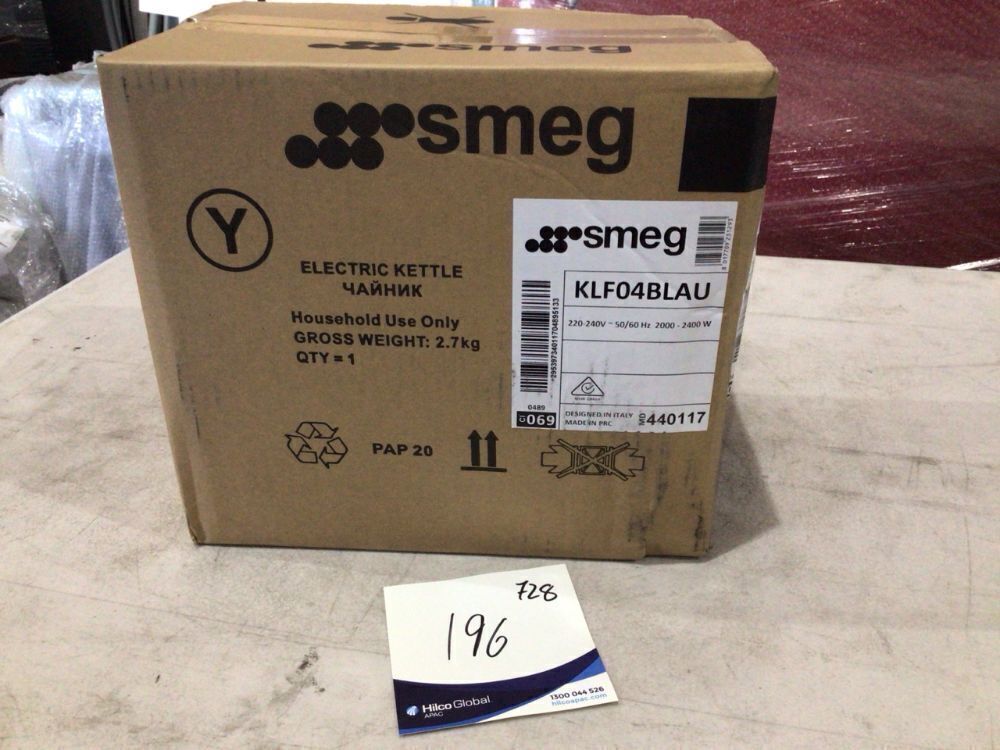 smeg
smeg
Y
ELECTRIC KETTLE
ЧАЙНИК
Household Use Only
GROSS WEIGHT: 2.7kg
QTY = 1
PAP 20
smeg
KLF04BLAU
220-240V ~ 50/60 Hz 2000 - 2400 W
0489
069
DESIGNED IN ITALY
MADE IN PRC
440117
728
196
Hilco Global
APAC
1300 044 526
hilcoapac.com